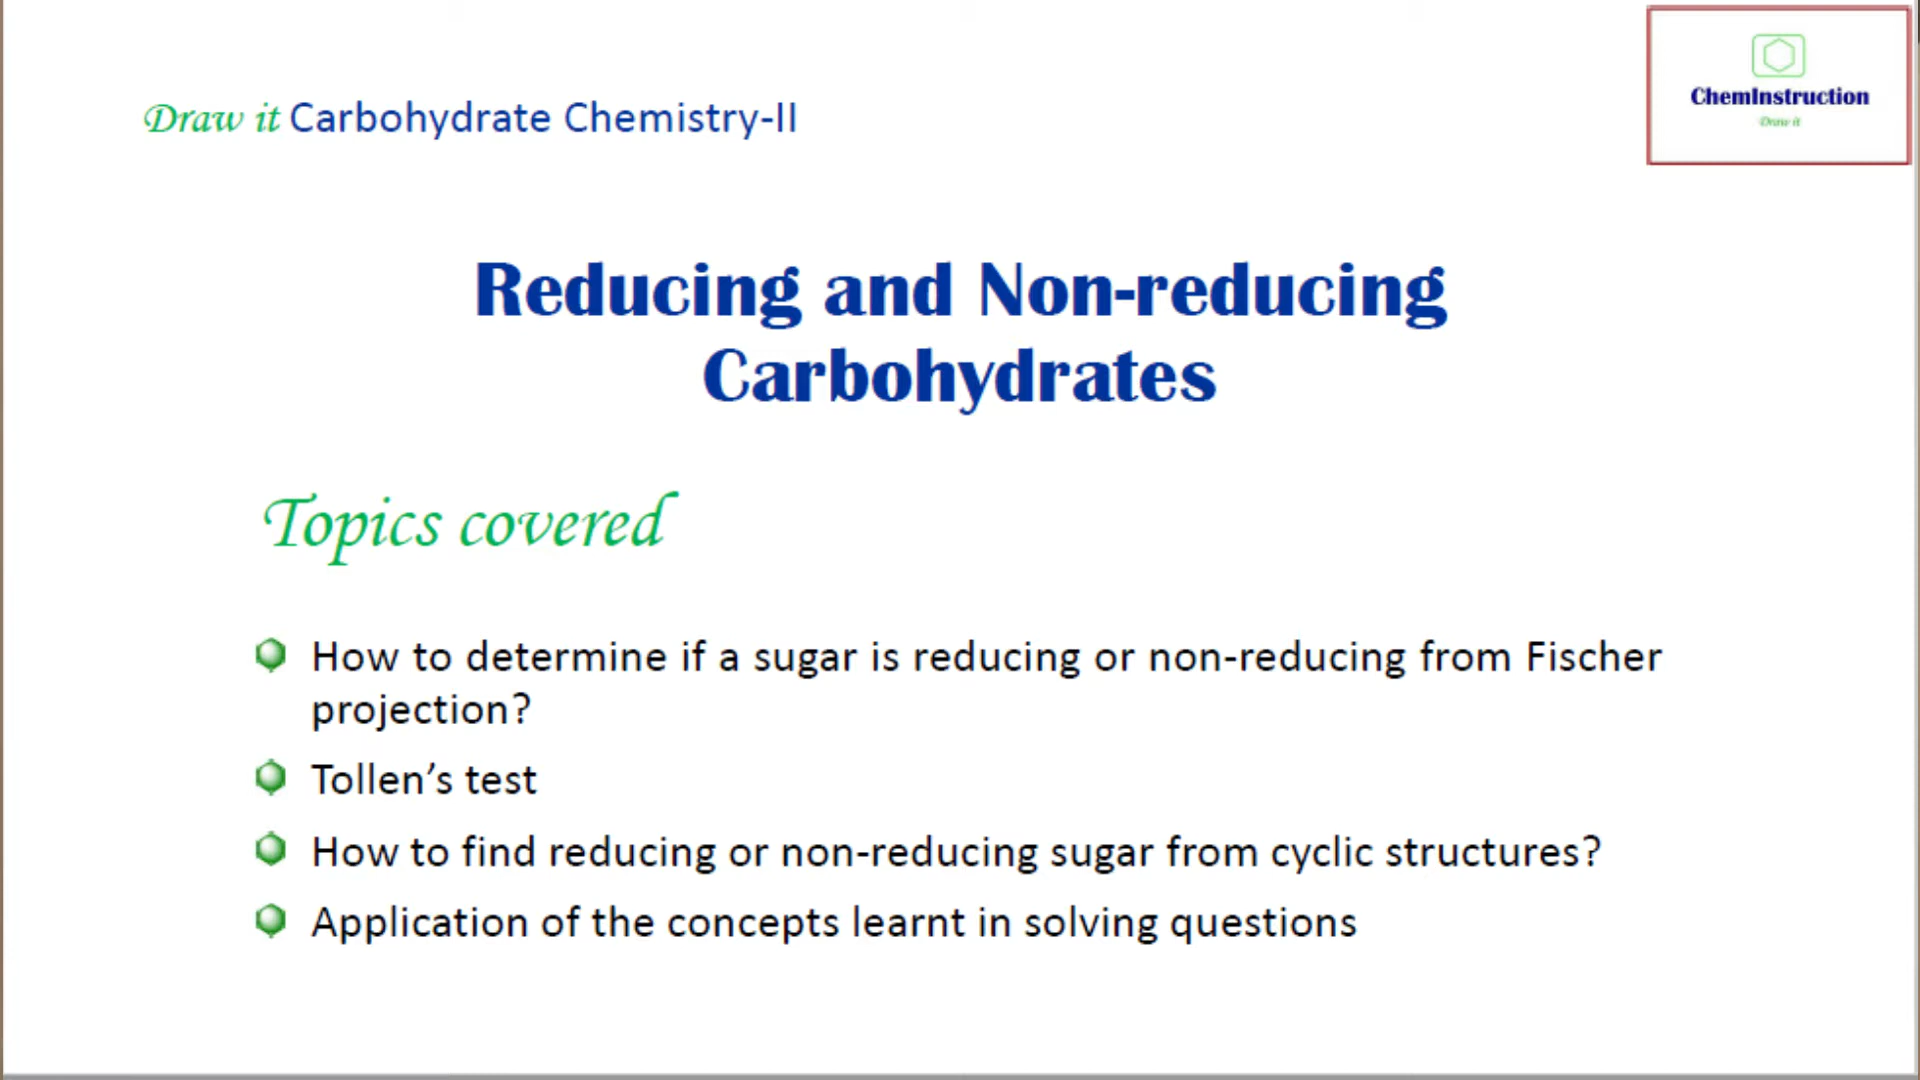 Draw it Carbohydrate Chemistry-II
ChemInstruction
Draw it
Reducing and Non-reducing
Carbohydrates
Topics covered
How to determine if a sugar is reducing or non-reducing from Fischer
projection?
Tollen’s test
How to find reducing or non-reducing sugar from cyclic structures?
Application of the concepts learnt in solving questions